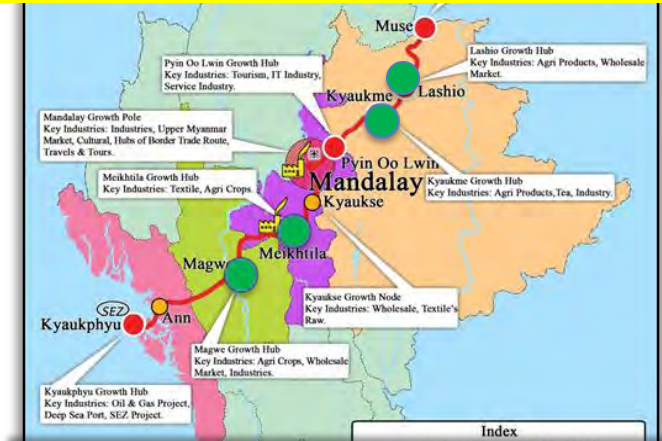 Muse
Lashio Growth Hub
Key Industries: Agri Products, Wholesale
Market.
Pyin Oo Lwin Growth Hub
Key Industries: Tourism, IT Industry,
Service Industry.
Kyaukme
Lashio
Mandalay Growth Pole
Key Industries: Industries, Upper Myanmar
Market, Cultural, Hubs of Border Trade Route,
Travels & Tours.
Pyin Oo Lwin
Mandalay
Kyaukme Growth Hub
Key Industries: Agri Products,Tea, Industry.
Meikhtila Growth Hub
Key Industries: Textile, Agri Crops.
Kyaukse
Meikhtila
Magw
Kyaukse Growth Node
Key Industries: Wholesale, Textile's
Raw.
SEZ
Ann
Kyaukphyu
Magwe Growth Hub
Key Industries: Agri Crops, Wholesale
Market, Industries.
Kyaukphyu Growth Hub
Key Industries: Oil & Gas Project,
Deep Sea Port, SEZ Project.
Index